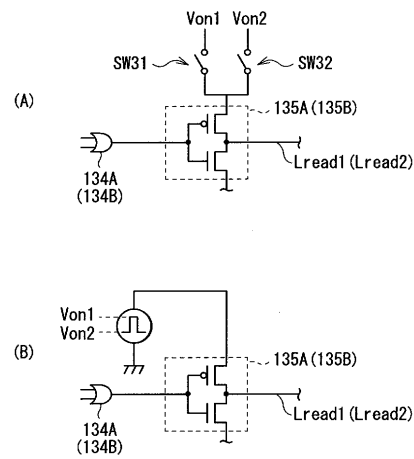 Von1 Von2
SW31 SW32
(A)
135A(135B)
134A
(134B)
Lread1(Lread2)
Von1
Von2
(B)
135A(135B)
134A
(134B)
Lread1(Lread2)